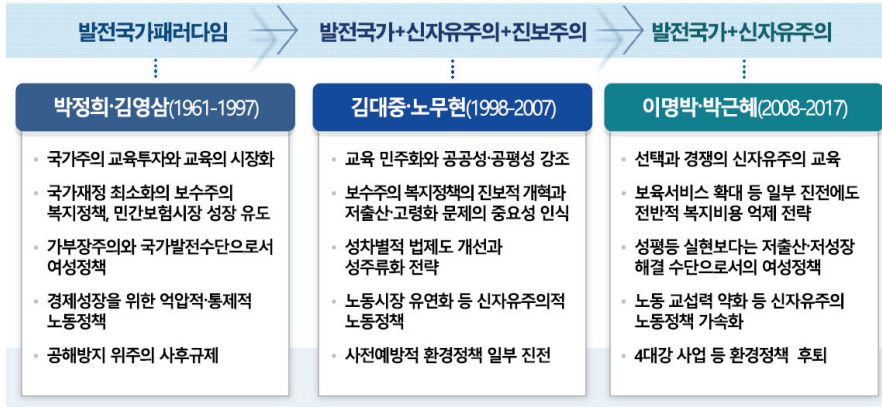 발전국가패러다임
발전국가+신자유주의+진보주의
발전국가+신자유주의
박정희·김영삼(1961-1997)
• 국가주의 교육투자와 교육의 시장화
• 국가재정 최소화의 보수주의
복지정책, 민간보험시장 성장 유도
• 가부장주의와 국가발전수단으로서
여성정책
• 경제성장을 위한 억압적·통제적
노동정책
• 공해방지 위주의 사후규제
김대중·노무현(1998-2007)
• 교육 민주화와 공공성·공평성 강조
• 보수주의 복지정책의 진보적 개혁과
저출산·고령화 문제의 중요성 인식
• 성차별적 법제도 개선과
성주류화 전략
• 노동시장 유연화 등 신자유주의적
노동정책
• 사전예방적 환경정책 일부 진전
이명박·박근혜(2008-2017)
• 선택과 경쟁의 신자유주의 교육
• 보육서비스 확대 등 일부 진전에도
전반적 복지비용 억제 전략
• 성평등 실현보다는 저출산·저성장
해결 수단으로서의 여성정책
• 노동 교섭력 약화 등 신자유주의
노동정책 가속화
• 4대강 사업 등 환경정책 후퇴